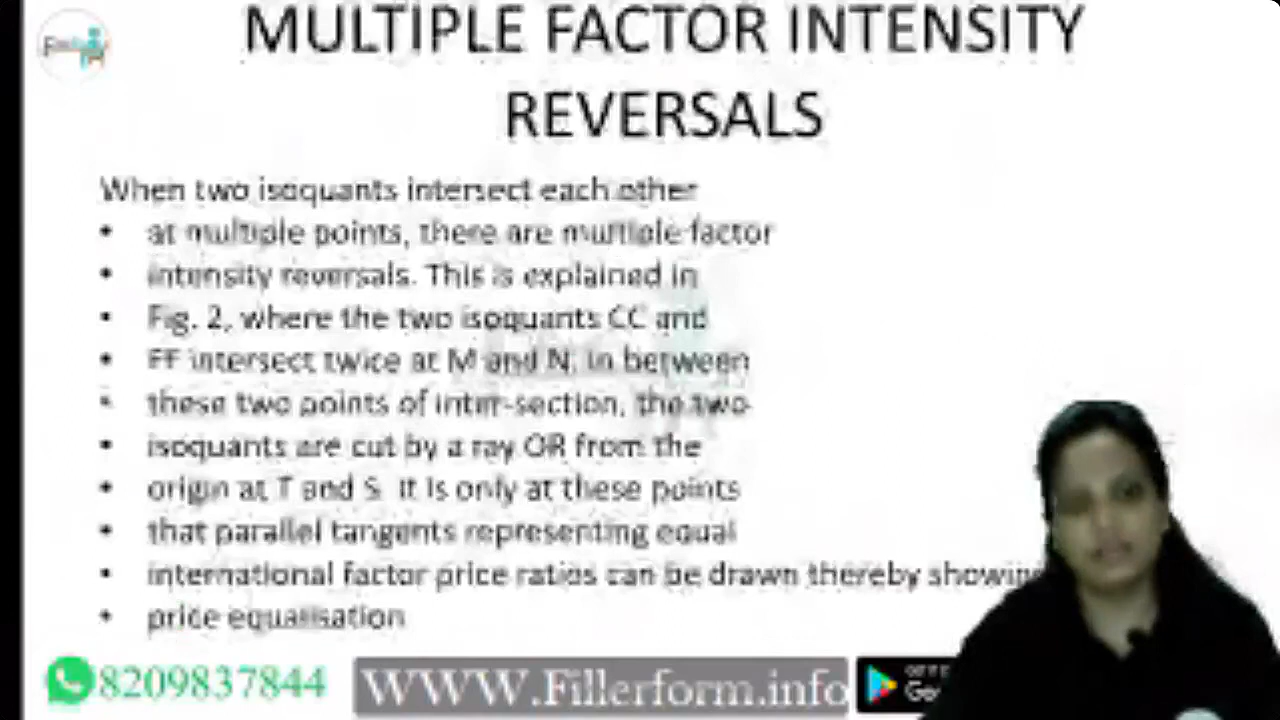 MULTIPLE FACTOR INTENSITY
REVERSALS
When two isoquants intersect each other
• at multiple points, there are multiple factor
• intensity reversals. This is explained in
• Fig. 2, where the two isoquants CC and
• FF intersect twice at M and N. In between
• these two points of inter-section, the two
• isoquants are cut by a ray OR from the
• origin at T and S. It is only at these points
• that parallel tangents representing equal
• international factor price ratios can be drawn thereby showing
• price equalisation
8209837844
WWW.Fillerform.info